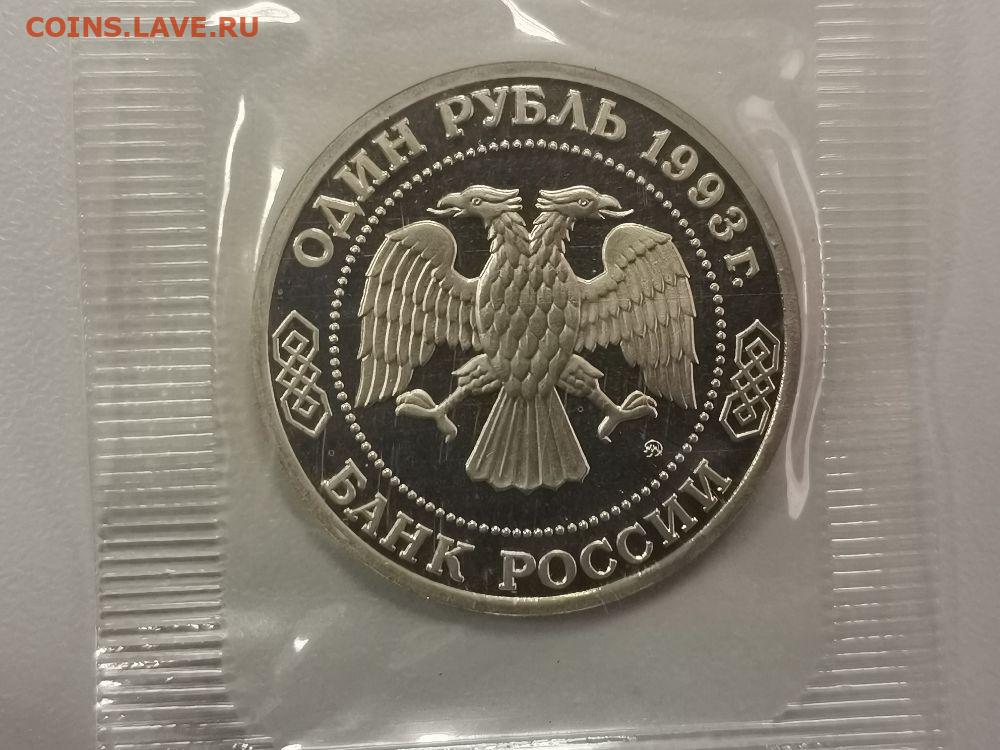 COINS.LAVE.RU
ОДИН РУБЛЬ 1993 г.
БАНК РОССИИ